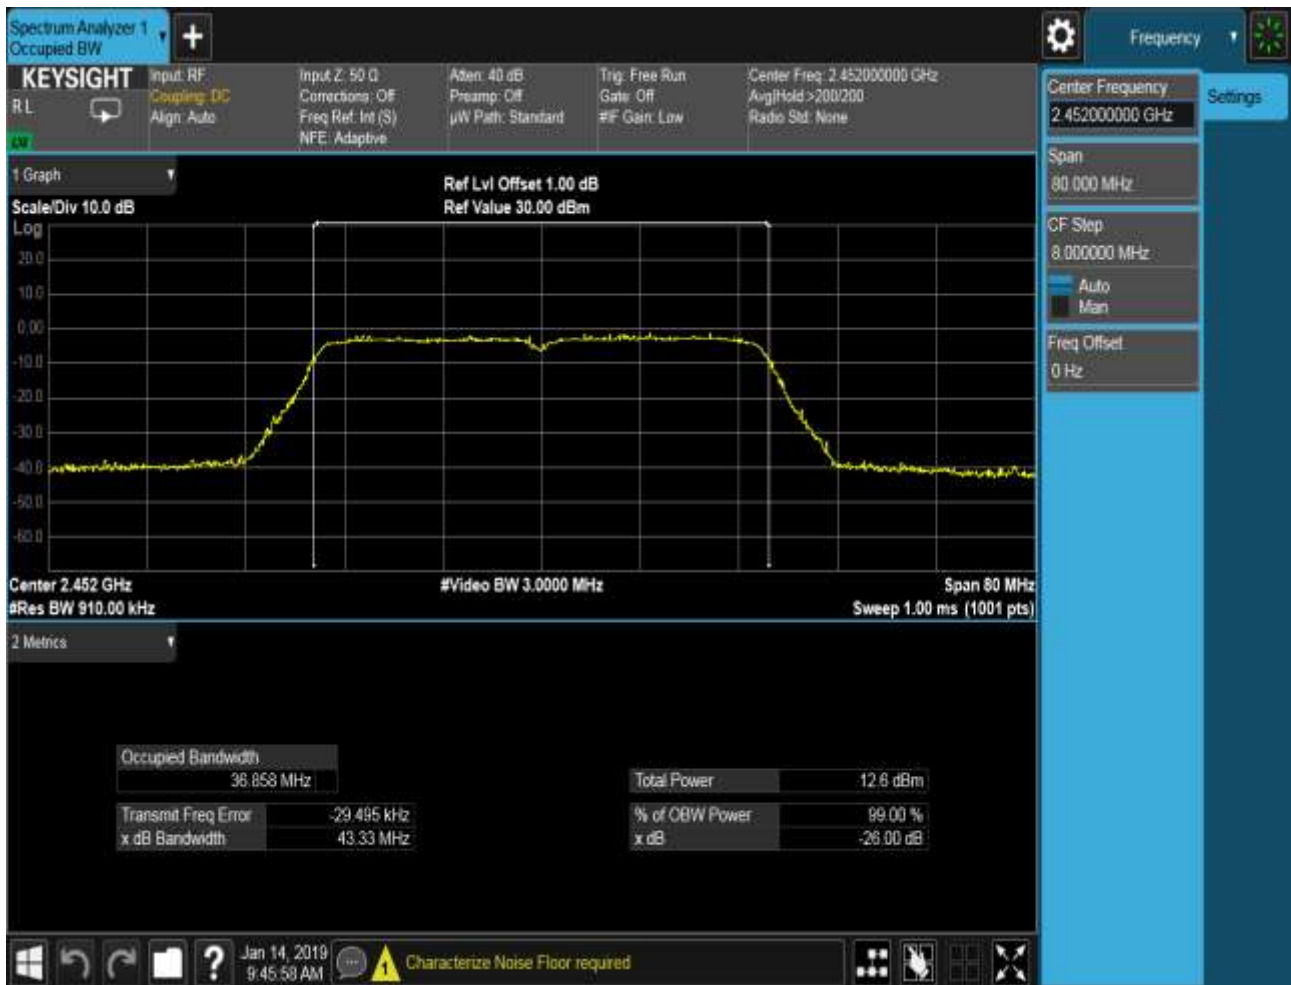 Spectrum Analyzer 1
Occupied BW
Frequency
KEYSIGHT
R L
Input: RF
Coupling: DC
Align: Auto
Input Z: 50 Ω
Corrections: Off
Freq Ref: Int (S)
NFE: Adaptive
Atten: 40 dB
Preamp: Off
µW Path: Standard
Trig: Free Run
Gate: Off
#IF Gain: Low
Center Freq: 2.452000000 GHz
Avg|Hold >200/200
Radio Std: None
Center Frequency
2.452000000 GHz
Settings
Span
80.000 MHz
CF Step
8.000000 MHz
Auto
Man
Freq Offset
0 Hz
1 Graph
Scale/Div 10.0 dB
Ref Lvl Offset 1.00 dB
Ref Value 30.00 dBm
Log
20.0
10.0
0.00
-10.0
-20.0
-30.0
-40.0
-50.0
-60.0
Center 2.452 GHz
#Video BW 3.0000 MHz
Span 80 MHz
#Res BW 910.00 kHz
Sweep 1.00 ms (1001 pts)
2 Metrics
Occupied Bandwidth
36.858 MHz
Total Power
12.6 dBm
Transmit Freq Error
-29.495 kHz
% of OBW Power
99.00 %
x dB Bandwidth
43.33 MHz
x dB
-26.00 dB
?
Jan 14, 2019
9:45:58 AM
1
Characterize Noise Floor required